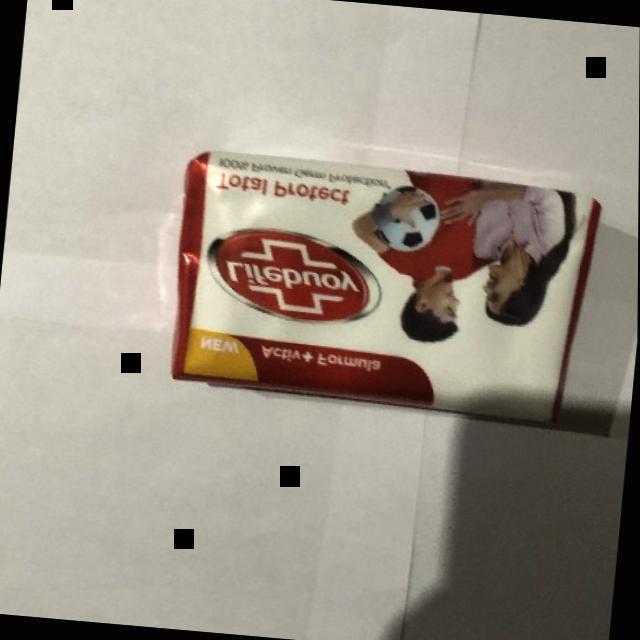 NEW
Activ+ Formula
Lifebuoy
Total Protect
100% Proven Germ Protection*